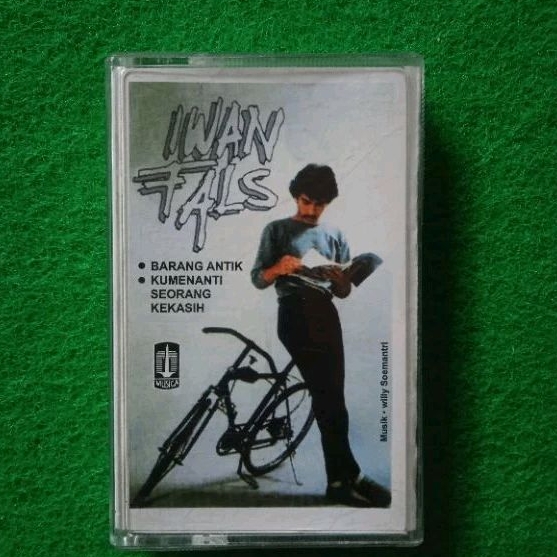 IWAN
FALS
• BARANG ANTIK
• KUMENANTI
SEORANG
KEKASIH
MUSICA
Musik - willy Soemantri